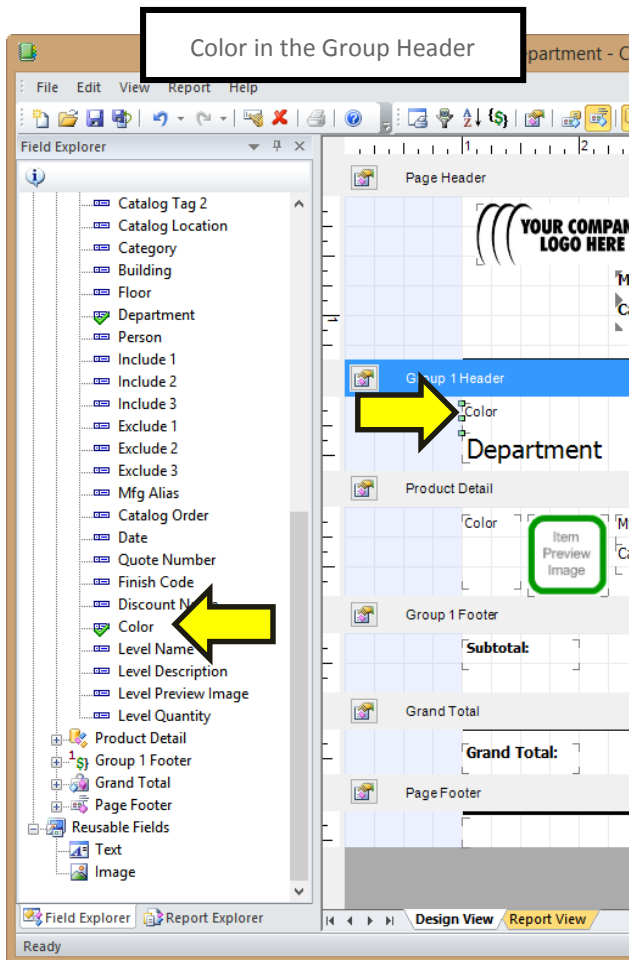 Color in the Group Header
partment - C
File Edit View Report Help
Field Explorer
1 2
Page Header
YOUR COMPAN
LOGO HERE
M
Ca
1
Catalog Tag 2
Catalog Location
Category
Building
Floor
Department
Person
Include 1
Include 2
Include 3
Exclude 1
Exclude 2
Exclude 3
Mfg Alias
Catalog Order
Date
Quote Number
Finish Code
Discount N
Color
Level Name
Level Description
Level Preview Image
Level Quantity
Product Detail
Group 1 Footer
Grand Total
Page Footer
Reusable Fields
Text
Image
Group 1 Header
Color
Department
Product Detail
Color
Item
Preview
Image
M
Ca
Group 1 Footer
Subtotal:
Grand Total
Grand Total:
Page Footer
Field Explorer Report Explorer
Design View Report View
Ready